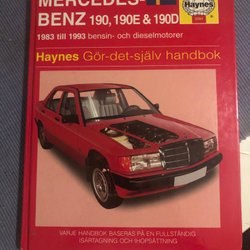 MERCEDES-
BENZ 190, 190E & 190D
Haynes
1983 till 1993 bensin- och dieselmotorer
Haynes Gör-det-själv handbok
VARJE HANDBOK BASERAS PÅ EN FULLSTÄNDIG
ISÄRTAGNING OCH IHOPSÄTTNING